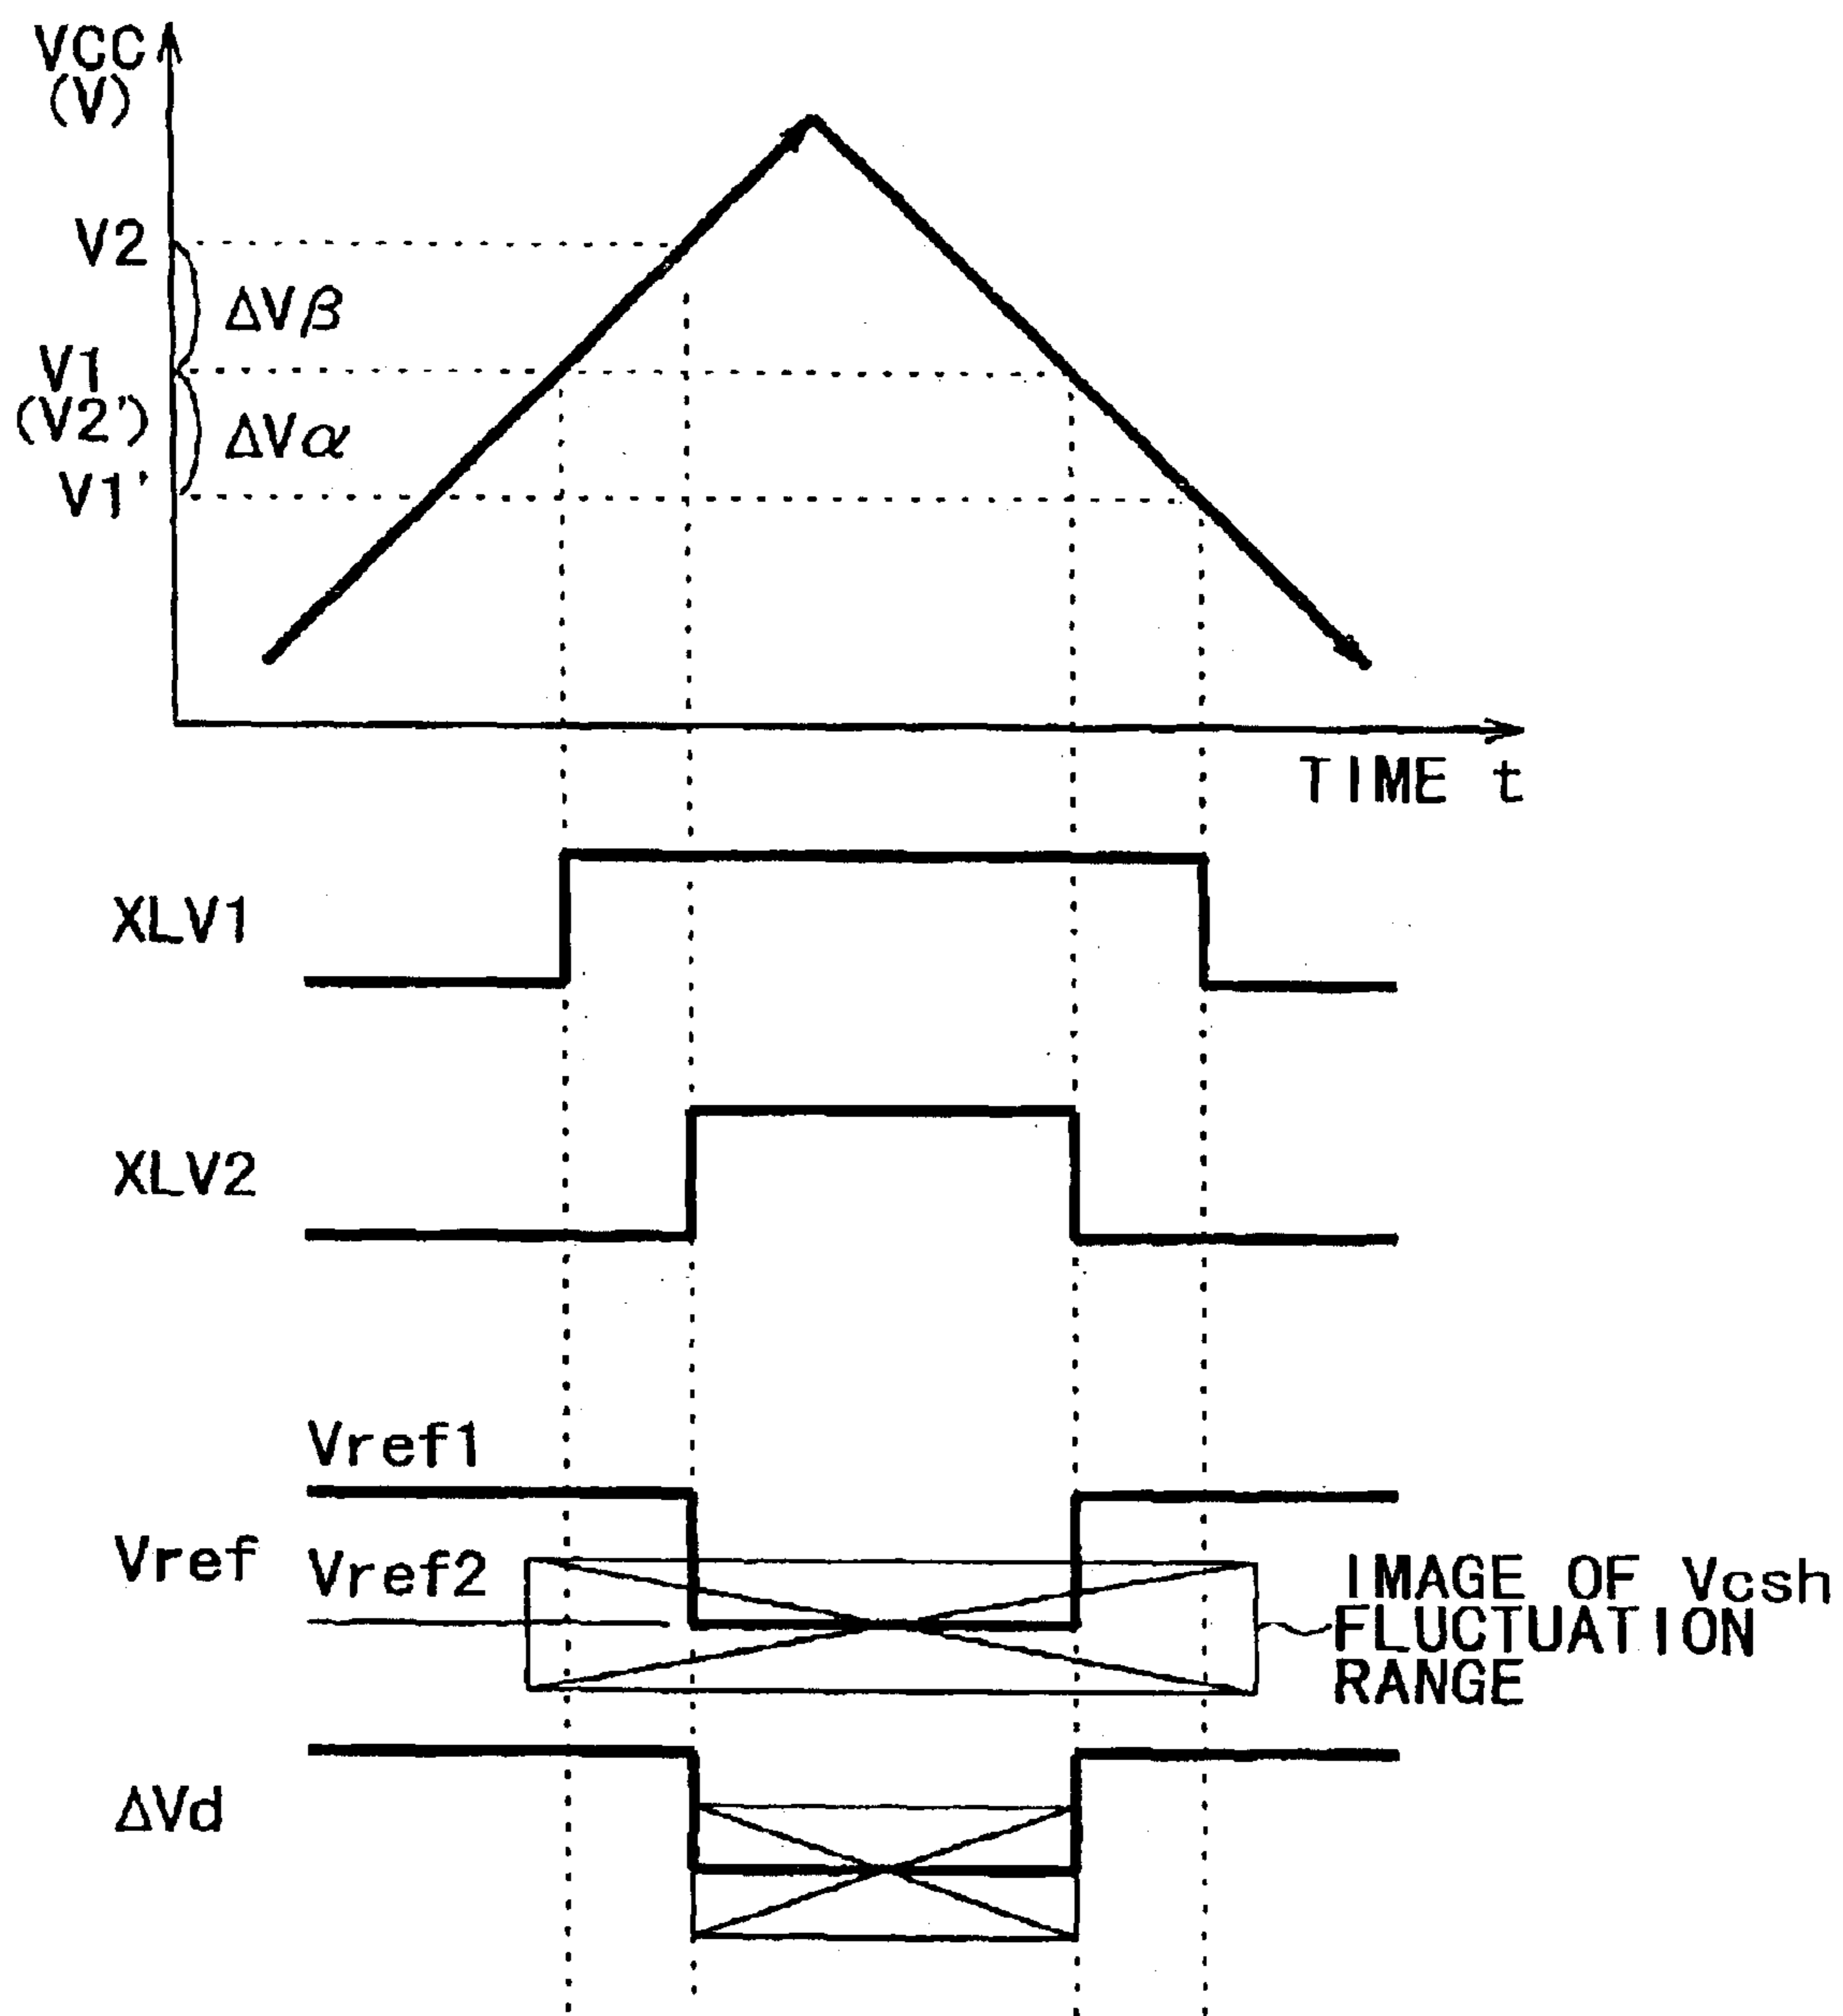 VCC
(V)
V2
ΔVβ
V1
(V2')
ΔVα
V1'
TIME t
XLV1
XLV2
Vref1
Vref
Vref2
IMAGE OF Vcsh
FLUCTUATION
RANGE
ΔVd